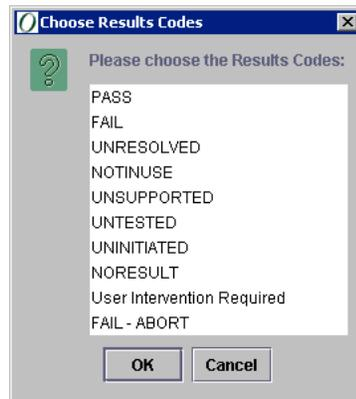 Choose Results Codes
Please choose the Results Codes:
PASS
FAIL
UNRESOLVED
NOTINUSE
UNSUPPORTED
UNTESTED
UNINITIATED
NORESULT
User Intervention Required
FAIL - ABORT
OK Cancel